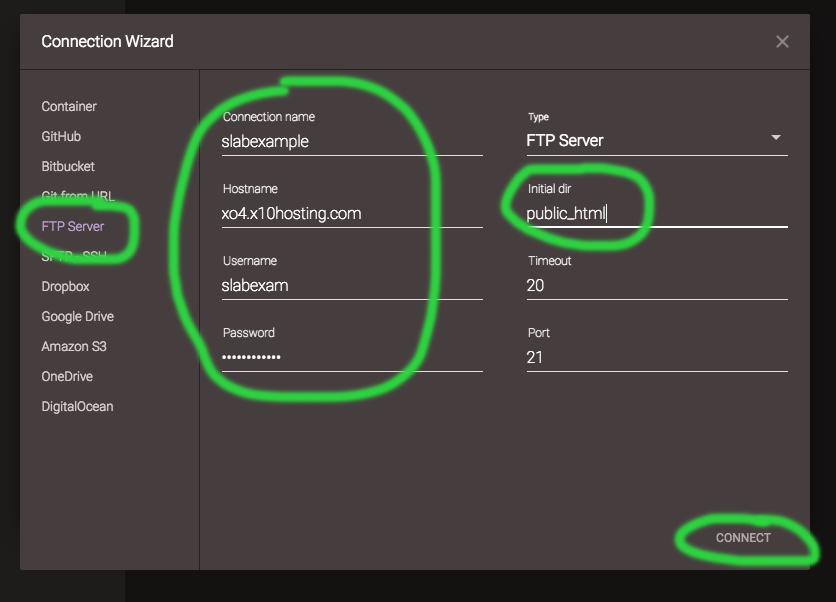 Connection Wizard
Container
GitHub
Bitbucket
Git from URL
FTP Server
SFTP - SSH
Dropbox
Google Drive
Amazon S3
OneDrive
DigitalOcean
Connection name
slabexample
Type
FTP Server
Hostname
xo4.x10hosting.com
Initial dir
public_html
Username
slabexam
Timeout
20
Password
••••••••••••
Port
21
CONNECT